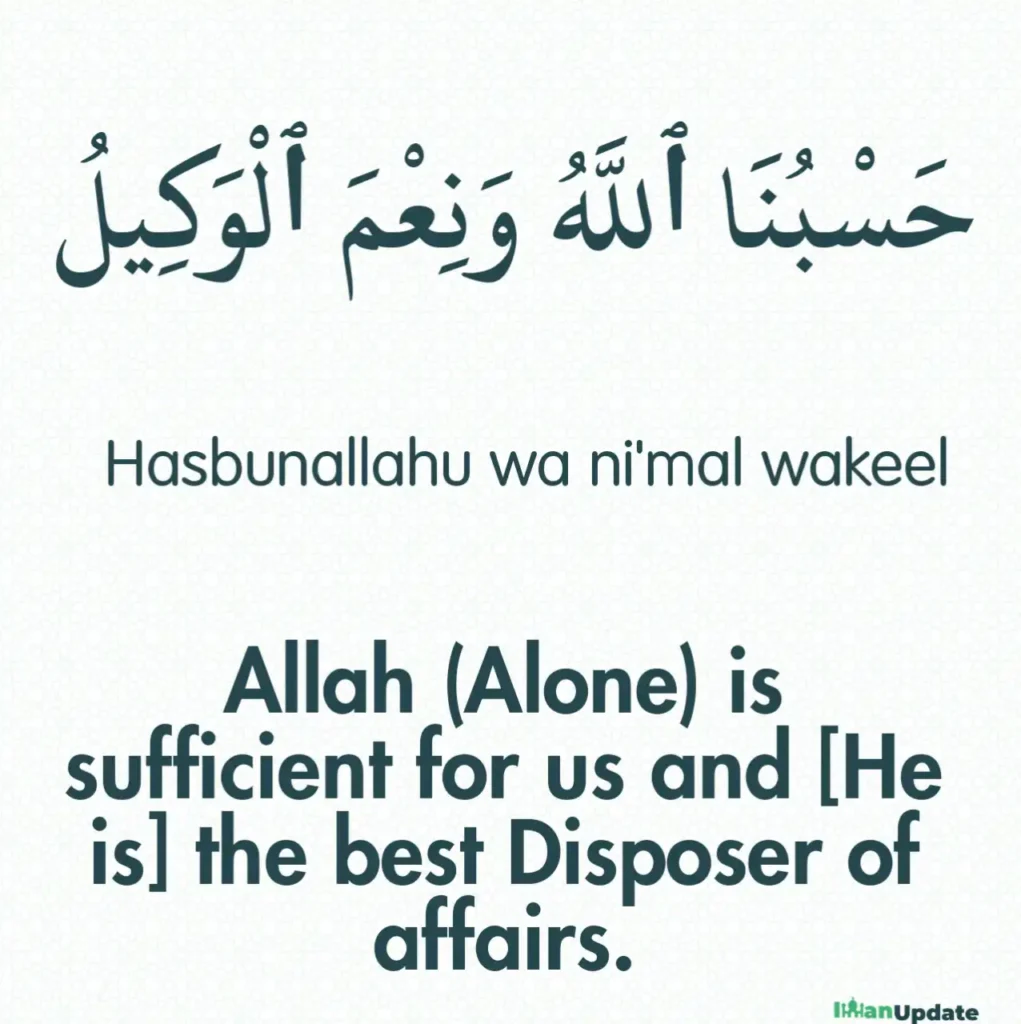 حَسْبُنَا ٱللَّهُ وَنِعْمَ ٱلْوَكِيلُ
Hasbunallahu wa ni'mal wakeel
Allah (Alone) is
sufficient for us and [He
is] the best Disposer of
affairs.
ImanUpdate